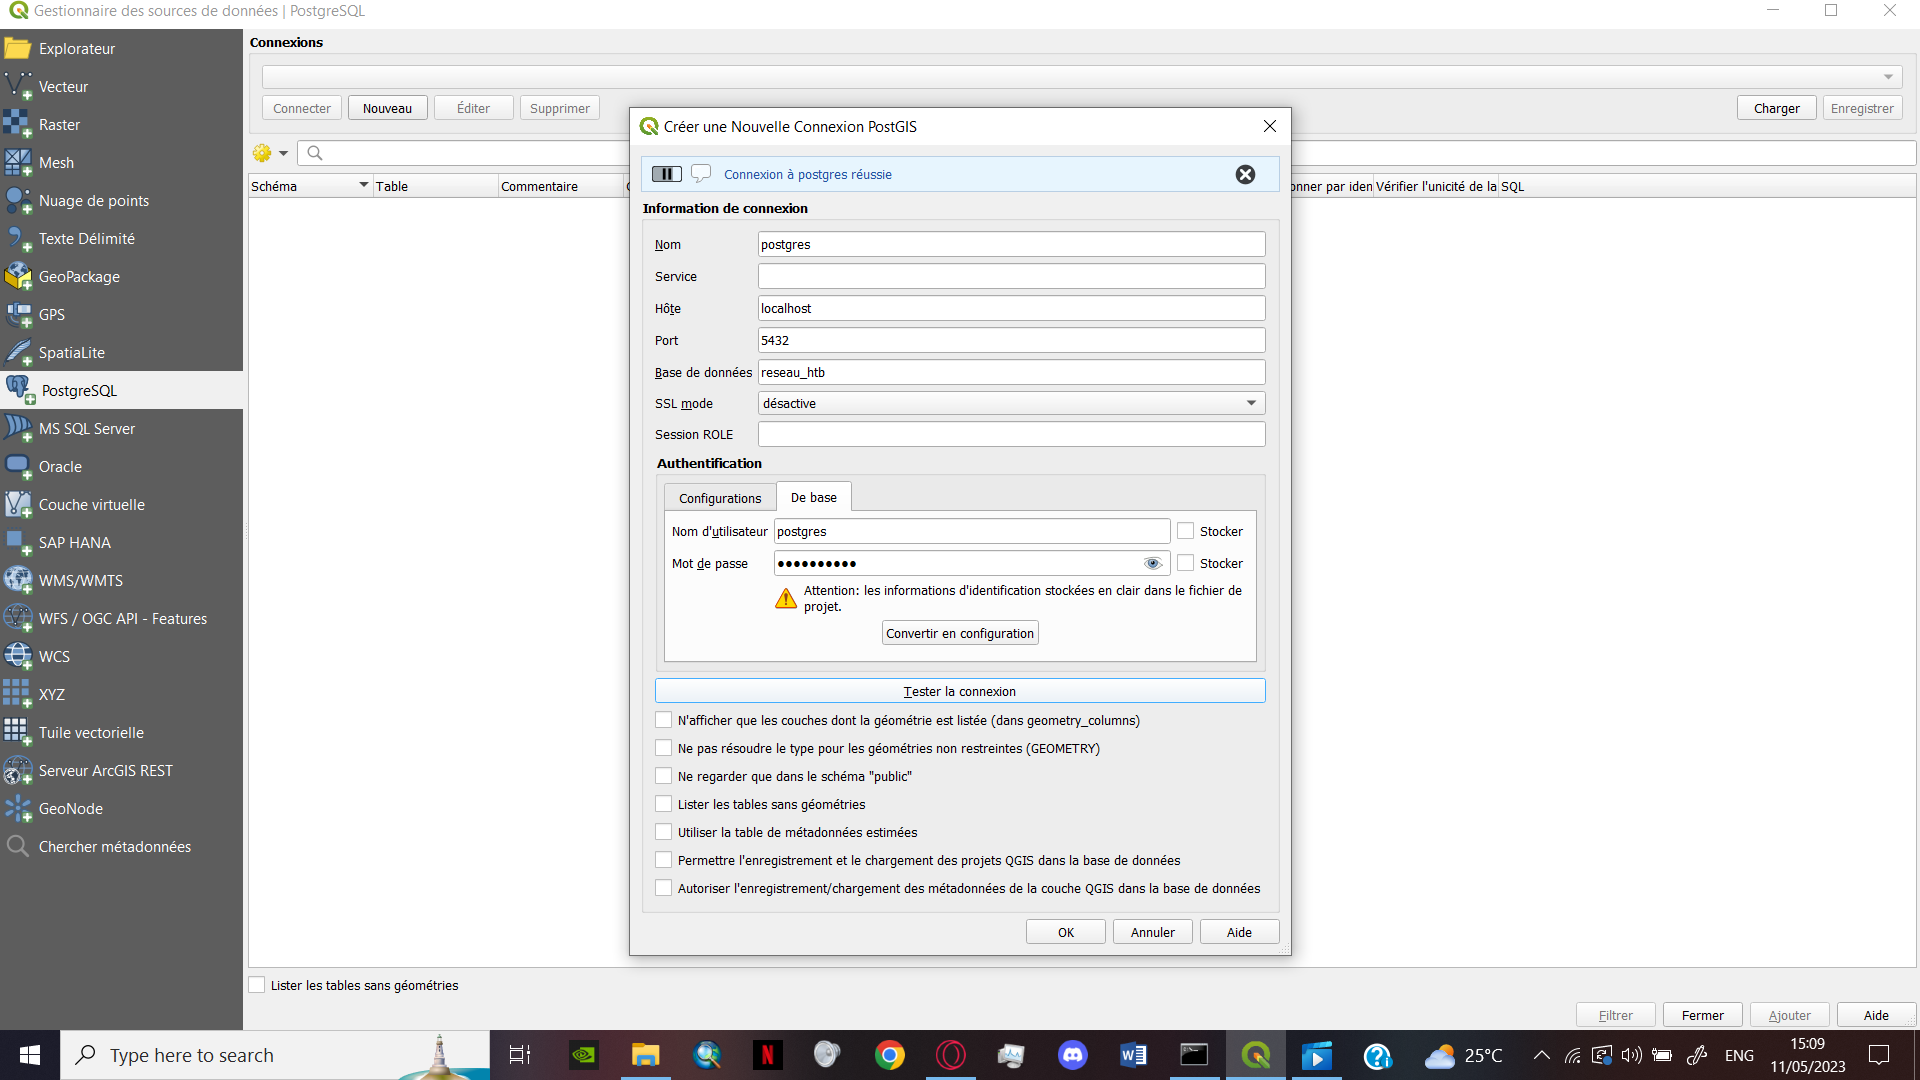 Gestionnaire des sources de données | PostgreSQL
Explorateur
Vecteur
Raster
Mesh
Nuage de points
Texte Délimité
GeoPackage
GPS
SpatiaLite
PostgreSQL
MS SQL Server
Oracle
Couche virtuelle
SAP HANA
WMS/WMTS
WFS / OGC API - Features
WCS
XYZ
Tuile vectorielle
Serveur ArcGIS REST
GeoNode
Chercher métadonnées
Connexions
Connecter Nouveau Éditer Supprimer Charger Enregistrer
Schéma Table Commentaire onner par iden Vérifier l'unicité de la SQL
Créer une Nouvelle Connexion PostGIS
Connexion à postgres réussie
Information de connexion
Nom postgres
Service
Hôte localhost
Port 5432
Base de données reseau_htb
SSL mode désactive
Session ROLE
Authentification
Configurations De base
Nom d'utilisateur postgres Stocker
Mot de passe ●●●●●●●●●● Stocker
Attention: les informations d'identification stockées en clair dans le fichier de
projet.
Convertir en configuration
Tester la connexion
N'afficher que les couches dont la géométrie est listée (dans geometry_columns)
Ne pas résoudre le type pour les géométries non restreintes (GEOMETRY)
Ne regarder que dans le schéma "public"
Lister les tables sans géométries
Utiliser la table de métadonnées estimées
Permettre l'enregistrement et le chargement des projets QGIS dans la base de données
Autoriser l'enregistrement/chargement des métadonnées de la couche QGIS dans la base de données
OK Annuler Aide
Lister les tables sans géométries
Filtrer Fermer Ajouter Aide
Type here to search
25°C
ENG
15:09
11/05/2023